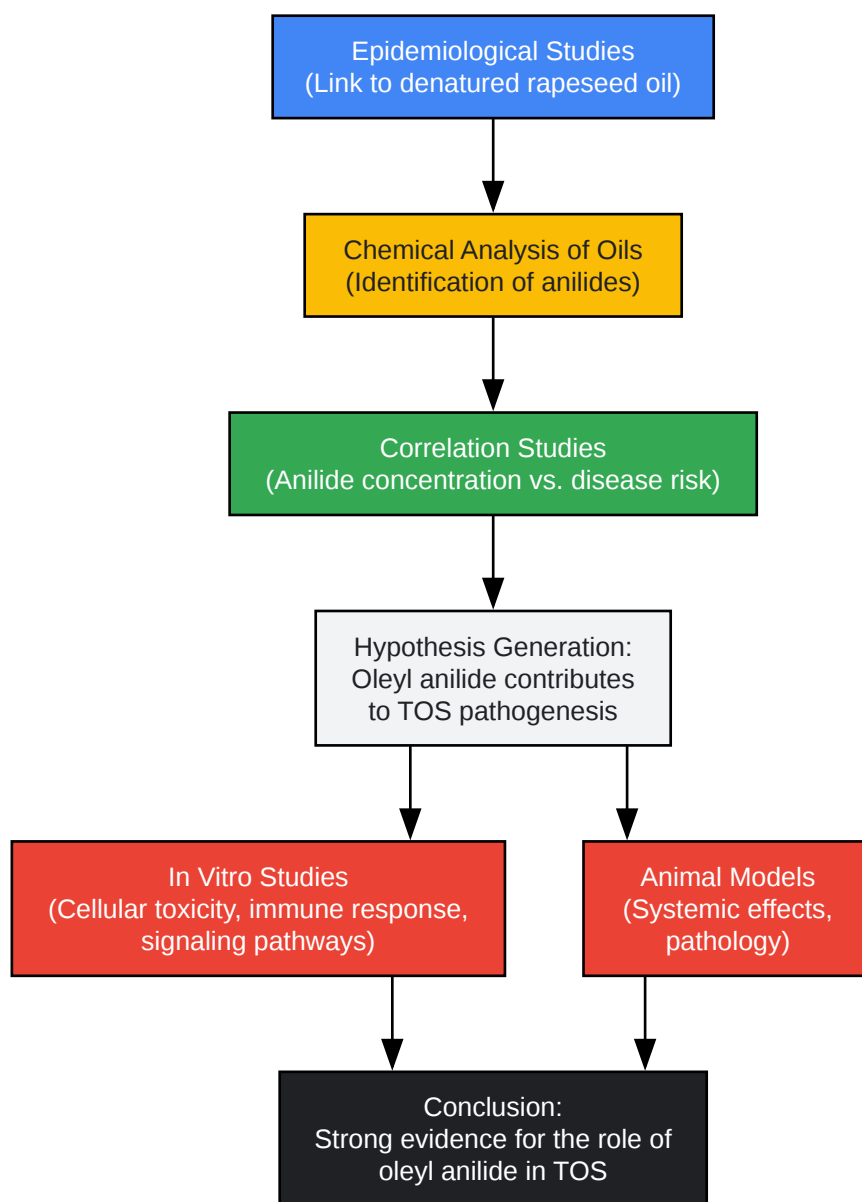 Epidemiological Studies
(Link to denatured rapeseed oil)
Chemical Analysis of Oils
(Identification of anilides)
Correlation Studies
(Anilide concentration vs. disease risk)
Hypothesis Generation:
Oleyl anilide contributes
to TOS pathogenesis
In Vitro Studies
(Cellular toxicity, immune response,
signaling pathways)
Animal Models
(Systemic effects,
pathology)
Conclusion:
Strong evidence for the role of
oleyl anilide in TOS